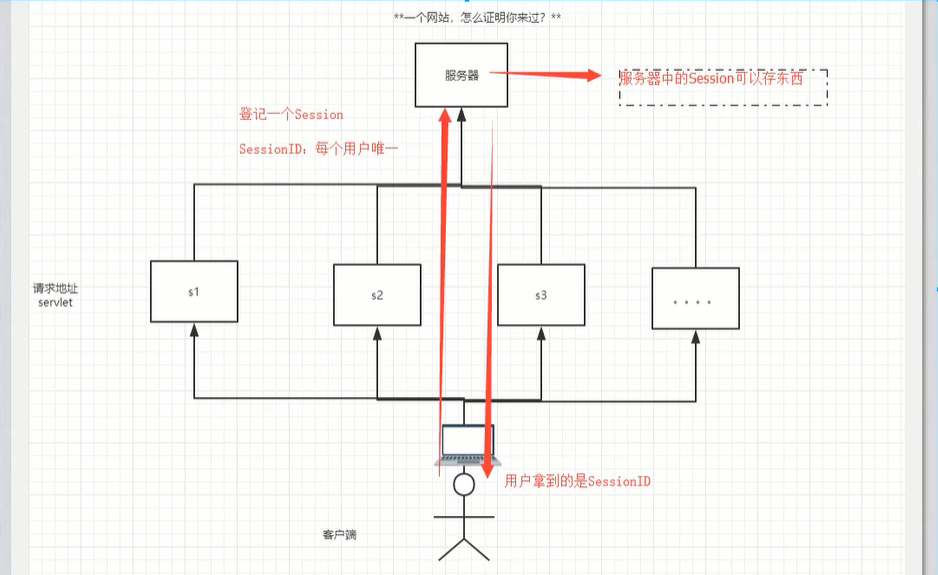 **一个网站，怎么证明你来过？**
服务器
服务器中的Session可以存东西
登记一个Session
SessionID：每个用户唯一
请求地址
servlet
s1
s2
s3
....
用户拿到的是SessionID
客户端